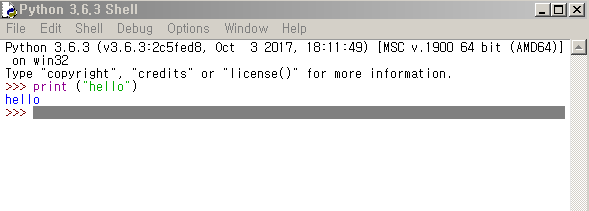 Python 3.6.3 Shell
File Edit Shell Debug Options Window Help
Python 3.6.3 (v3.6.3:2c5fed8, Oct  3 2017, 18:11:49) [MSC v.1900 64 bit (AMD64)]
 on win32
Type "copyright", "credits" or "license()" for more information.
>>> print ("hello")
hello
>>>